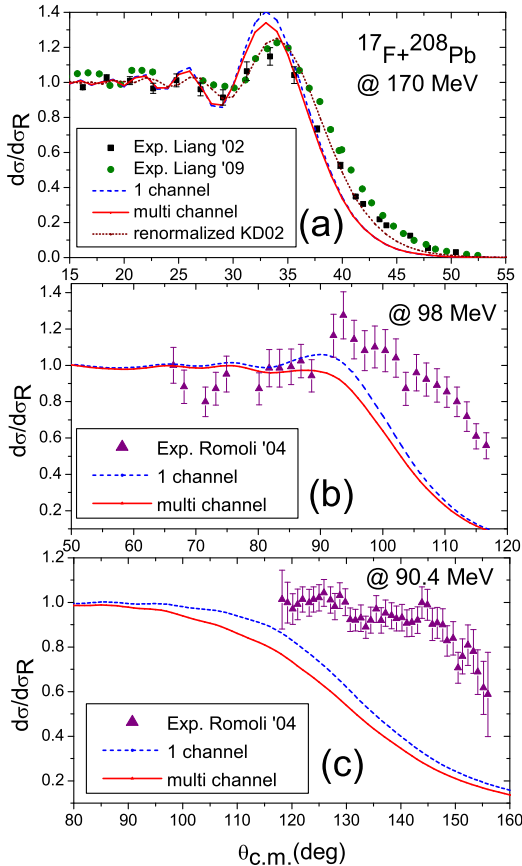 1.4
1.2
1.0
0.8
0.6
0.4
0.2
0.0
dσ/dσR
17F+208Pb
@ 170 MeV
Exp. Liang '02
Exp. Liang '09
1 channel
multi channel
renormalized KD02
(a)
15 20 25 30 35 40 45 50 55
1.4
1.2
1.0
0.8
0.6
0.4
0.2
dσ/dσR
@ 98 MeV
Exp. Romoli '04
1 channel
multi channel
(b)
50 60 70 80 90 100 110 120
1.2
1.0
0.8
0.6
0.4
0.2
dσ/dσR
@ 90.4 MeV
Exp. Romoli '04
1 channel
multi channel
(c)
80 90 100 110 120 130 140 150 160
θc.m.(deg)